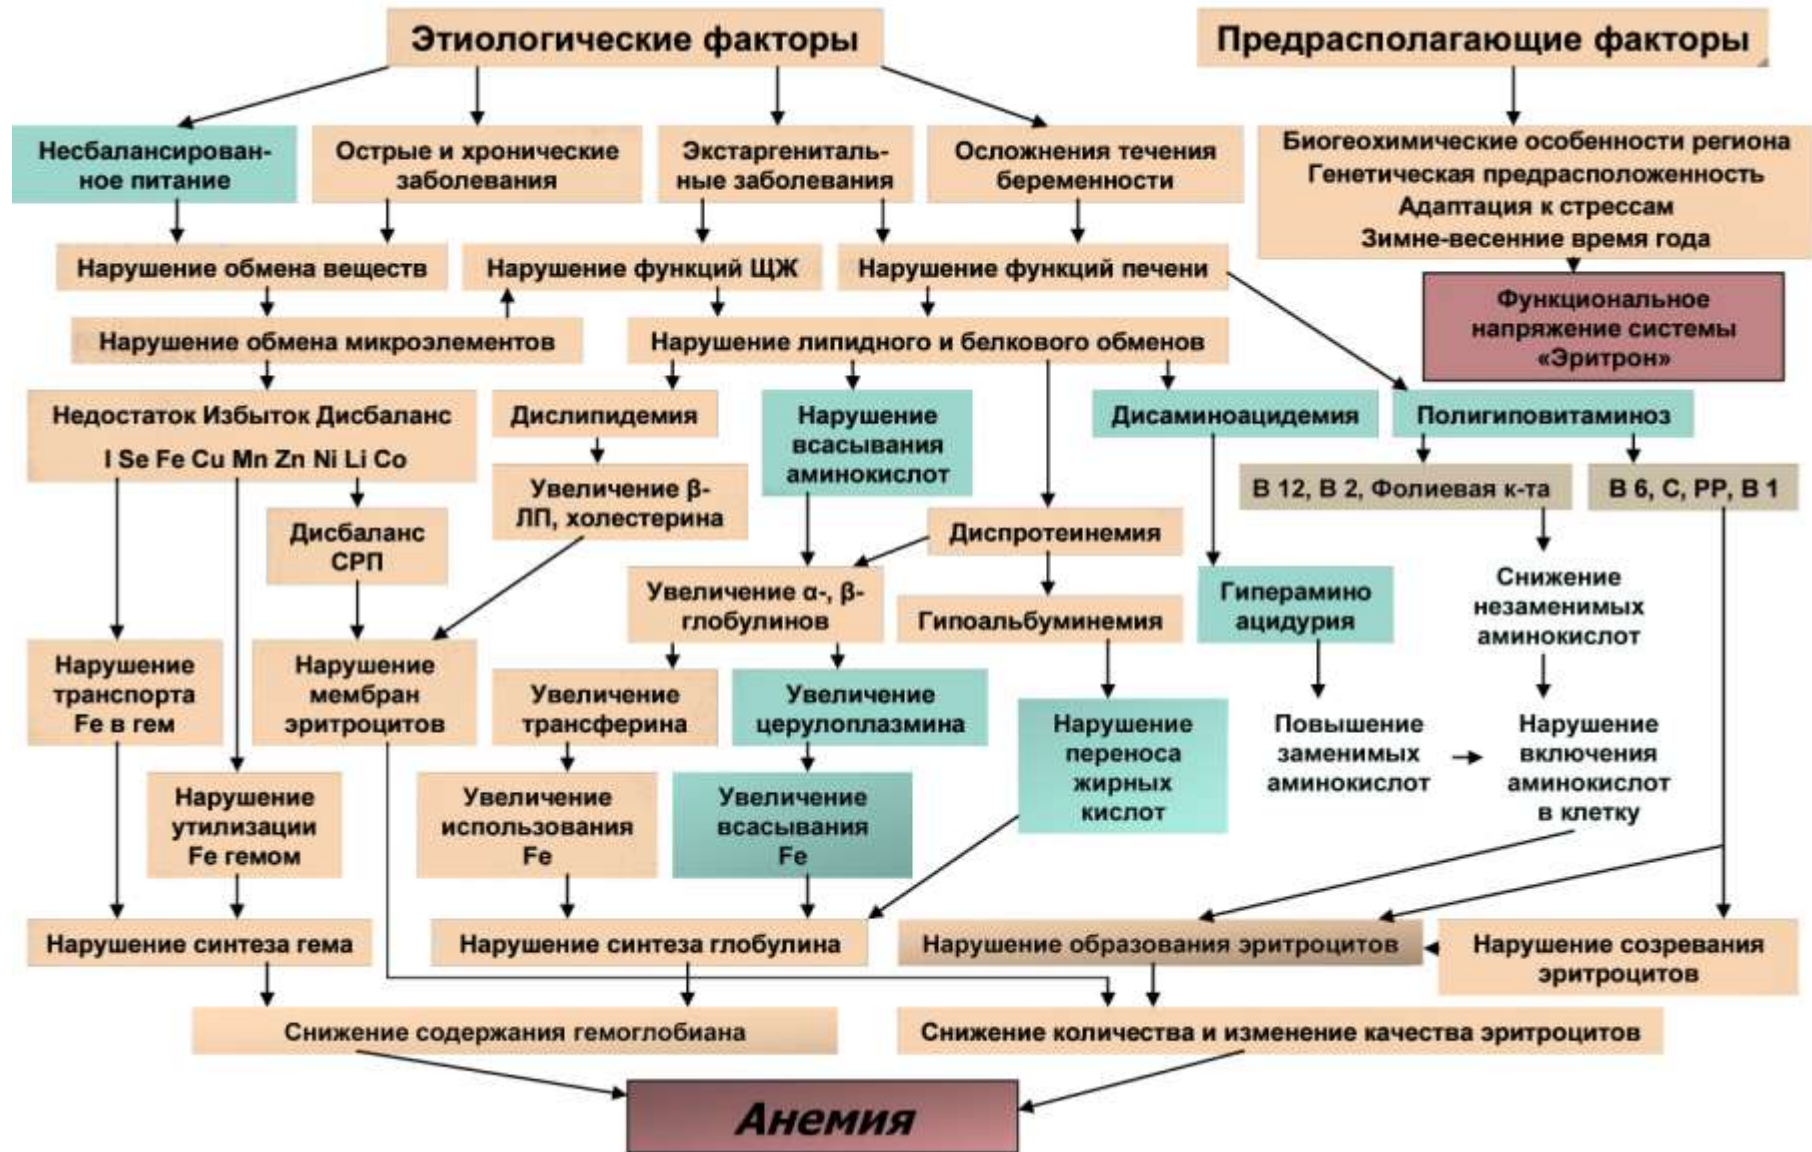 Этиологические факторы
Предрасполагающие факторы
Несбалансирован-
ное питание
Острые и хронические
заболевания
Экстаргениталь-
ные заболевания
Осложнения течения
беременности
Биогеохимические особенности региона
Генетическая предрасположенность
Адаптация к стрессам
Зимне-весенние время года
Нарушение обмена веществ
Нарушение функций ЩЖ
Нарушение функций печени
Функциональное
напряжение системы
«Эритрон»
Нарушение обмена микроэлементов
Нарушение липидного и белкового обменов
Недостаток Избыток Дисбаланс
I Se Fe Cu Mn Zn Ni Li Co
Дислипидемия
Нарушение
всасывания
аминокислот
Дисаминоацидемия
Полигиповитаминоз
Увеличение β-
ЛП, холестерина
В 12, В 2, Фолиевая к-та
В 6, С, РР, В 1
Дисбаланс
СРП
Диспротеинемия
Увеличение α-, β-
глобулинов
Гипоальбуминемия
Гиперамино
ацидурия
Снижение
незаменимых
аминокислот
Нарушение
транспорта
Fe в гем
Нарушение
мембран
эритроцитов
Увеличение
трансферина
Увеличение
церулоплазмина
Нарушение
переноса
жирных
кислот
Повышение
заменимых
аминокислот
Нарушение
включения
аминокислот
в клетку
Нарушение
утилизации
Fe гемом
Увеличение
использования
Fe
Увеличение
всасывания
Fe
Нарушение синтеза гема
Нарушение синтеза глобулина
Нарушение образования эритроцитов
Нарушение созревания
эритроцитов
Снижение содержания гемоглобиана
Снижение количества и изменение качества эритроцитов
Анемия